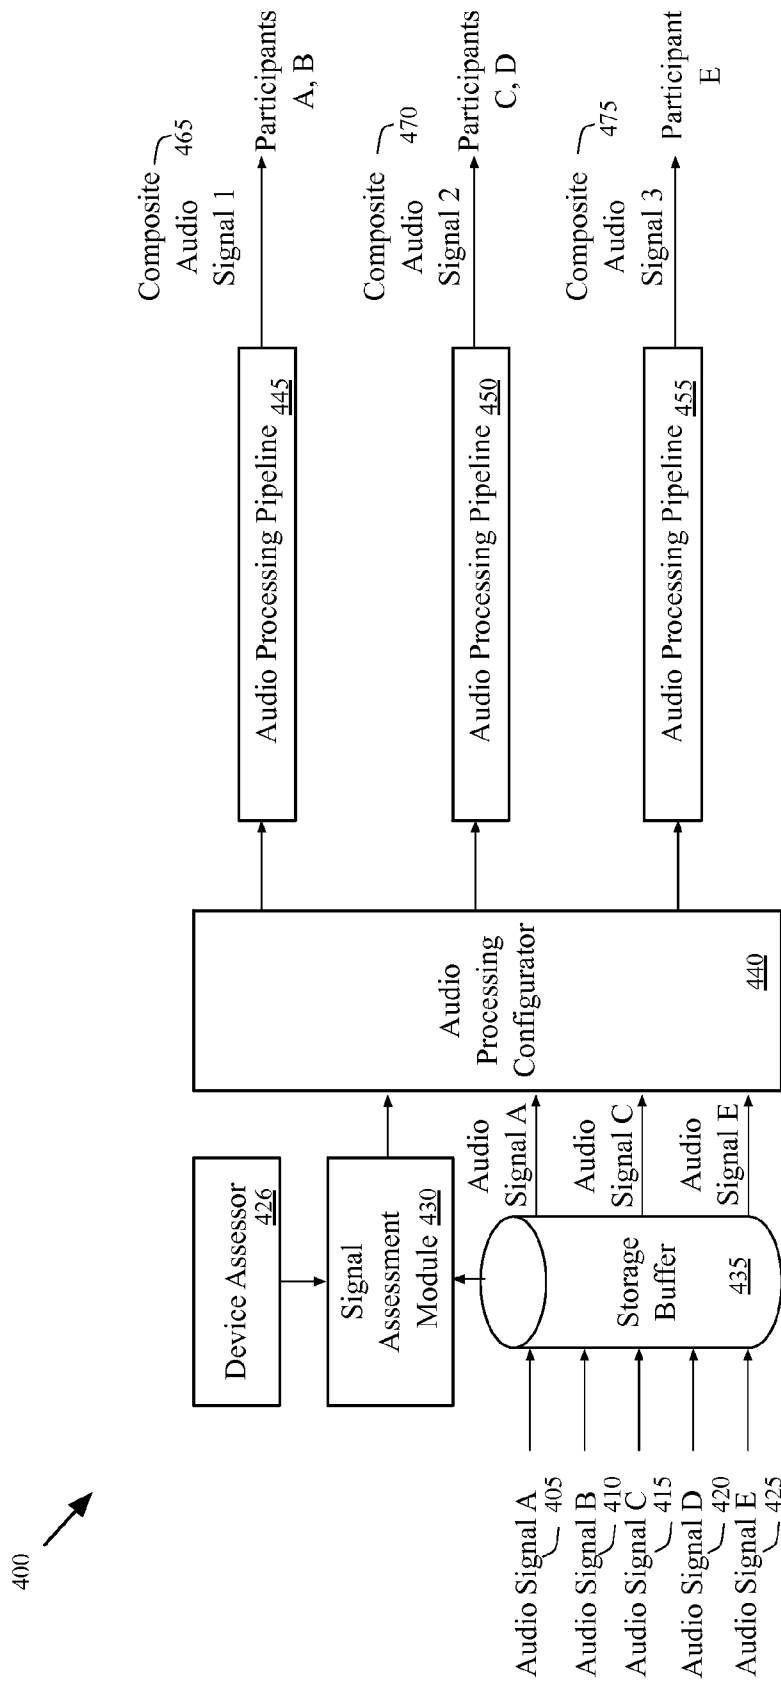 400
Audio Signal A
405
Audio Signal B
410
Audio Signal C
415
Audio Signal D
420
Audio Signal E
425
Device Assessor
426
Signal
Assessment
Module 430
Storage
Buffer
435
Audio
Signal A
Audio
Signal C
Audio
Signal E
Audio
Processing
Configurator
440
Audio Processing Pipeline 445
Audio Processing Pipeline 450
Audio Processing Pipeline 455
Composite
Audio
Signal 1
465
Participants
A, B
Composite
Audio
Signal 2
470
Participants
C, D
Composite
Audio
Signal 3
475
Participant
E